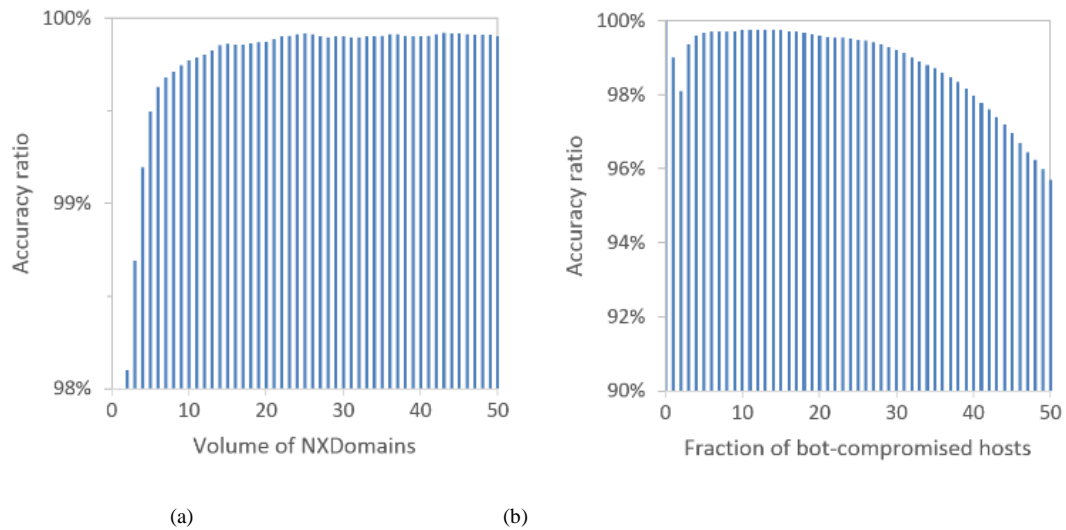 100%
99%
98%
Accuracy ratio
0 10 20 30 40 50
Volume of NXDomains
100%
98%
96%
94%
92%
90%
Accuracy ratio
0 10 20 30 40 50
Fraction of bot-compromised hosts
(a) (b)